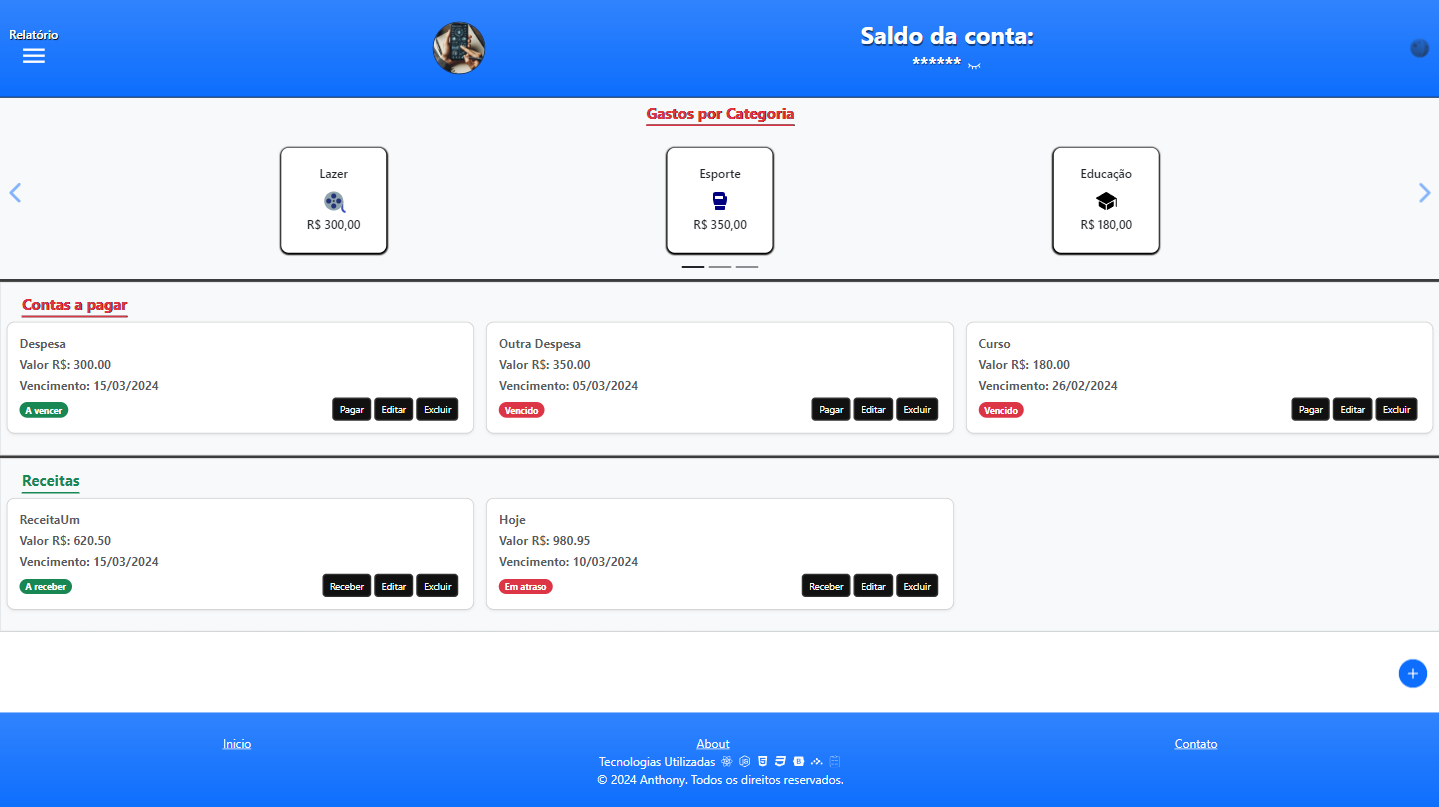 Relatório
Saldo da conta:
******
Gastos por Categoria
Lazer
R$ 300,00
Esporte
R$ 350,00
Educação
R$ 180,00
Contas a pagar
Despesa
Valor R$: 300.00
Vencimento: 15/03/2024
A vencer
Pagar Editar Excluir
Outra Despesa
Valor R$: 350.00
Vencimento: 05/03/2024
Vencido
Pagar Editar Excluir
Curso
Valor R$: 180.00
Vencimento: 26/02/2024
Vencido
Pagar Editar Excluir
Receitas
ReceitaUm
Valor R$: 620.50
Vencimento: 15/03/2024
A receber
Receber Editar Excluir
Hoje
Valor R$: 980.95
Vencimento: 10/03/2024
Em atraso
Receber Editar Excluir
+
Inicio
About
Contato
Tecnologias Utilizadas
© 2024 Anthony. Todos os direitos reservados.